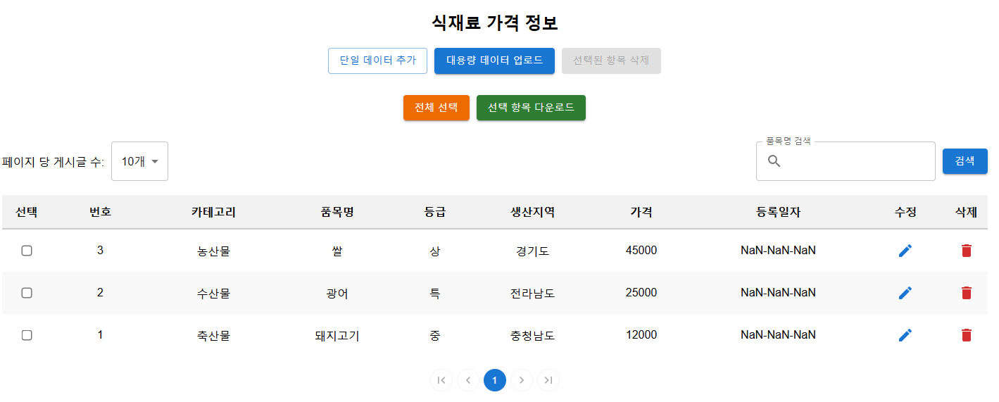 식재료 가격 정보
단일 데이터 추가 대용량 데이터 업로드 선택된 항목 삭제
전체 선택 선택 항목 다운로드
품목명 검색
페이지 당 게시글 수: 10개 검색
선택 번호 카테고리 품목명 등급 생산지역 가격 등록일자 수정 삭제
3 농산물 쌀 상 경기도 45000 NaN-NaN-NaN
2 수산물 광어 특 전라남도 25000 NaN-NaN-NaN
1 축산물 돼지고기 중 충청남도 12000 NaN-NaN-NaN
1